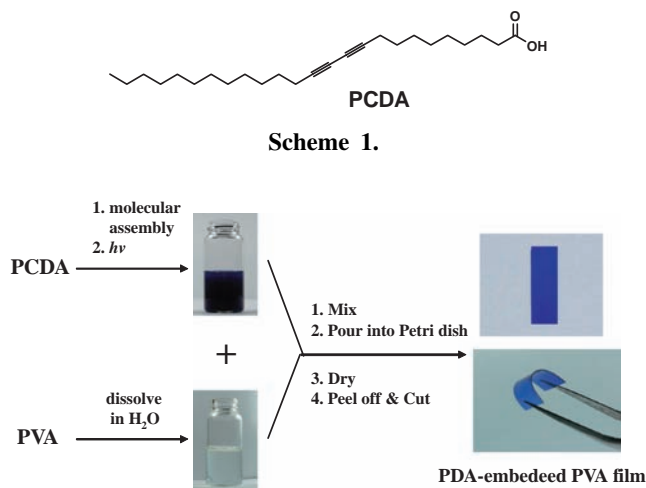 O
OH
PCDA
Scheme 1.
1. molecular
assembly
2. hν
PCDA
+
dissolve
in H₂O
PVA
1. Mix
2. Pour into Petri dish
3. Dry
4. Peel off & Cut
PDA-embedeed PVA film